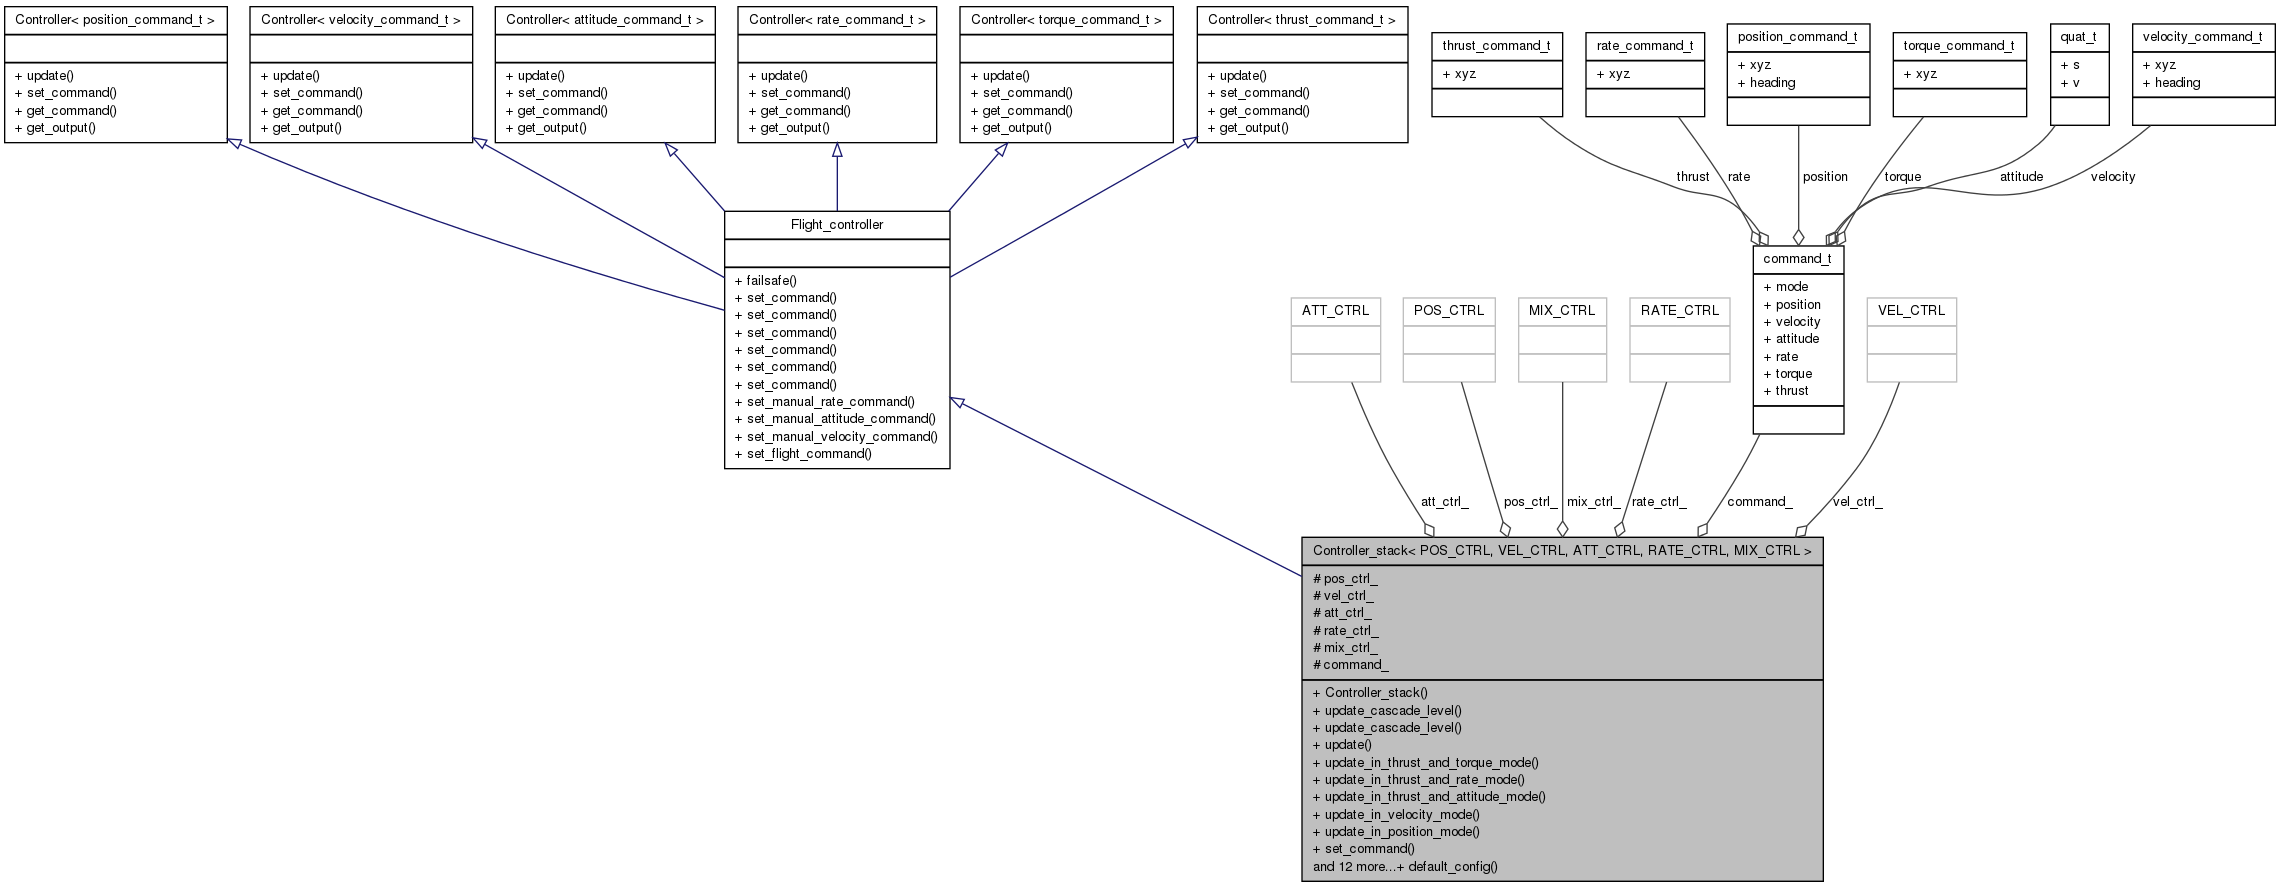 Controller< position_command_t >
+ update()
+ set_command()
+ get_command()
+ get_output()
Controller< velocity_command_t >
+ update()
+ set_command()
+ get_command()
+ get_output()
Controller< attitude_command_t >
+ update()
+ set_command()
+ get_command()
+ get_output()
Controller< rate_command_t >
+ update()
+ set_command()
+ get_command()
+ get_output()
Controller< torque_command_t >
+ update()
+ set_command()
+ get_command()
+ get_output()
Controller< thrust_command_t >
+ update()
+ set_command()
+ get_command()
+ get_output()
thrust_command_t
+ xyz
rate_command_t
+ xyz
position_command_t
+ xyz
+ heading
torque_command_t
+ xyz
quat_t
+ s
+ v
velocity_command_t
+ xyz
+ heading
thrust
rate
position
torque
attitude
velocity
Flight_controller
+ failsafe()
+ set_command()
+ set_command()
+ set_command()
+ set_command()
+ set_command()
+ set_command()
+ set_manual_rate_command()
+ set_manual_attitude_command()
+ set_manual_velocity_command()
+ set_flight_command()
ATT_CTRL
POS_CTRL
MIX_CTRL
RATE_CTRL
command_t
+ mode
+ position
+ velocity
+ attitude
+ rate
+ torque
+ thrust
VEL_CTRL
att_ctrl_
pos_ctrl_
mix_ctrl_
rate_ctrl_
command_
vel_ctrl_
Controller_stack< POS_CTRL, VEL_CTRL, ATT_CTRL, RATE_CTRL, MIX_CTRL >
# pos_ctrl_
# vel_ctrl_
# att_ctrl_
# rate_ctrl_
# mix_ctrl_
# command_
+ Controller_stack()
+ update_cascade_level()
+ update_cascade_level()
+ update()
+ update_in_thrust_and_torque_mode()
+ update_in_thrust_and_rate_mode()
+ update_in_thrust_and_attitude_mode()
+ update_in_velocity_mode()
+ update_in_position_mode()
+ set_command()
and 12 more...+ default_config()